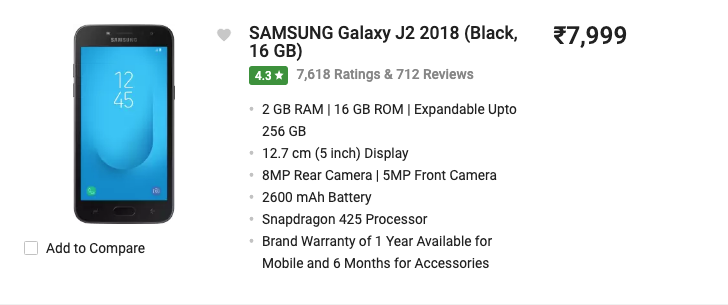 SAMSUNG
12
45
Add to Compare
SAMSUNG Galaxy J2 2018 (Black,
16 GB)
4.3 ★ 7,618 Ratings & 712 Reviews
2 GB RAM | 16 GB ROM | Expandable Upto
256 GB
12.7 cm (5 inch) Display
8MP Rear Camera | 5MP Front Camera
2600 mAh Battery
Snapdragon 425 Processor
Brand Warranty of 1 Year Available for
Mobile and 6 Months for Accessories
₹7,999